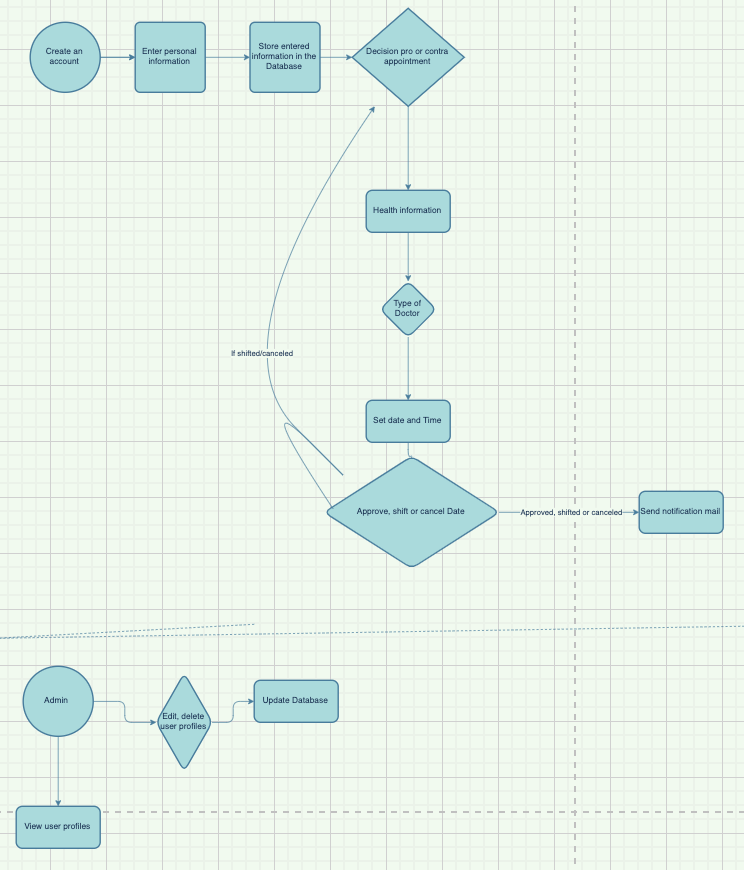 Create an
account
Enter personal
information
Store entered
information in the
Database
Decision pro or contra
appointment
Health information
Type of
Doctor
If shifted/canceled
Set date and Time
Approve, shift or cancel Date
Approved, shifted or canceled
Send notification mail
Admin
Edit, delete
user profiles
Update Database
View user profiles